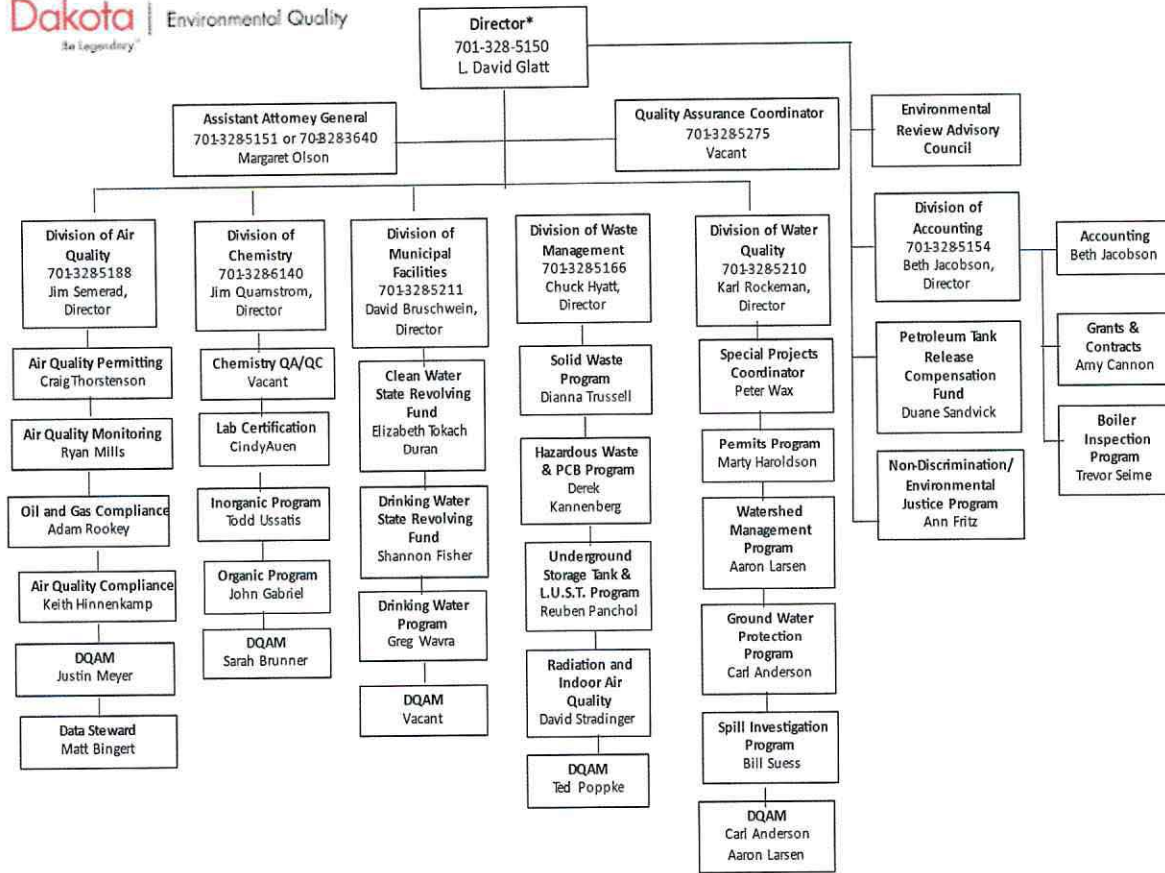 Dakota | Environmental Quality
Be Legendary.™
Director*
701-328-5150
L. David Glatt
Assistant Attorney General
701-328-5151 or 70-3283640
Margaret Olson
Quality Assurance Coordinator
701-328-5275
Vacant
Environmental
Review Advisory
Council
Division of Air
Quality
701-328-5188
Jim Semerad,
Director
Division of
Chemistry
701-328-6140
Jim Quarnstrom,
Director
Division of
Municipal
Facilities
701-328-5211
David Bruschwein,
Director
Division of Waste
Management
701-328-5166
Chuck Hyatt,
Director
Division of Water
Quality
701-328-5210
Karl Rockeman,
Director
Division of
Accounting
701-328-5154
Beth Jacobson,
Director
Accounting
Beth Jacobson
Air Quality Permitting
Craig Thorstenson
Air Quality Monitoring
Ryan Mills
Oil and Gas Compliance
Adam Rookey
Air Quality Compliance
Keith Hinnenkamp
DQAM
Justin Meyer
Data Steward
Matt Bingert
Chemistry QA/QC
Vacant
Lab Certification
Cindy Auen
Inorganic Program
Todd Ussatis
Organic Program
John Gabriel
DQAM
Sarah Brunner
Clean Water
State Revolving
Fund
Elizabeth Tokach
Duran
Drinking Water
State Revolving
Fund
Shannon Fisher
Drinking Water
Program
Greg Wavra
DQAM
Vacant
Solid Waste
Program
Dianna Trussell
Hazardous Waste
& PCB Program
Derek
Kannenberg
Underground
Storage Tank &
L.U.S.T. Program
Reuben Panchol
Radiation and
Indoor Air
Quality
David Stradinger
DQAM
Ted Poppke
Special Projects
Coordinator
Peter Wax
Permits Program
Marty Haroldson
Watershed
Management
Program
Aaron Larsen
Ground Water
Protection
Program
Carl Anderson
Spill Investigation
Program
Bill Suess
DQAM
Carl Anderson
Aaron Larsen
Petroleum Tank
Release
Compensation
Fund
Duane Sandvick
Non-Discrimination/
Environmental
Justice Program
Ann Fritz
Grants &
Contracts
Amy Cannon
Boiler
Inspection
Program
Trevor Seime